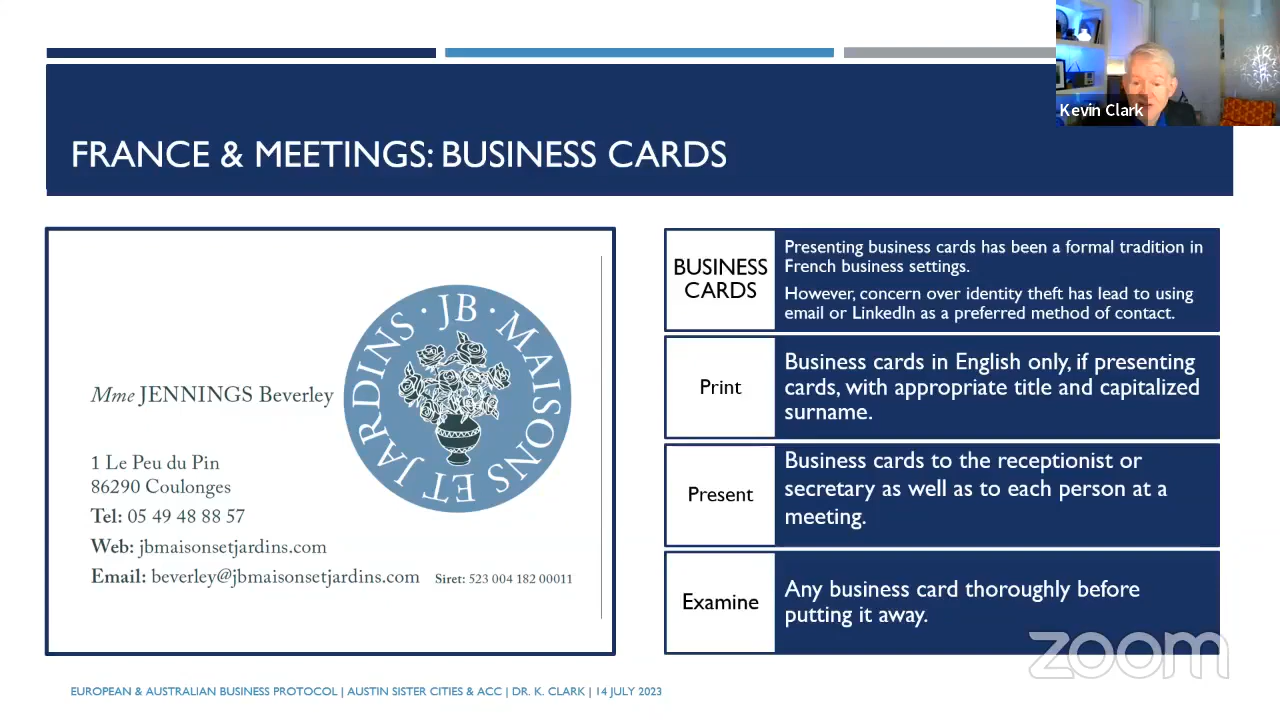 Kevin Clark
FRANCE & MEETINGS: BUSINESS CARDS
Mme JENNINGS Beverley
1 Le Peu du Pin
86290 Coulonges
Tel: 05 49 48 88 57
Web: jbmaisonsetjardins.com
Email: beverley@jbmaisonsetjardins.com Siret: 523 004 182 00011
· JB · MAISONS ET JARDINS
BUSINESS
CARDS
Presenting business cards has been a formal tradition in
French business settings.
However, concern over identity theft has lead to using
email or LinkedIn as a preferred method of contact.
Print
Business cards in English only, if presenting
cards, with appropriate title and capitalized
surname.
Present
Business cards to the receptionist or
secretary as well as to each person at a
meeting.
Examine
Any business card thoroughly before
putting it away.
zoom
EUROPEAN & AUSTRALIAN BUSINESS PROTOCOL | AUSTIN SISTER CITIES & ACC | DR. K. CLARK | 14 JULY 2023